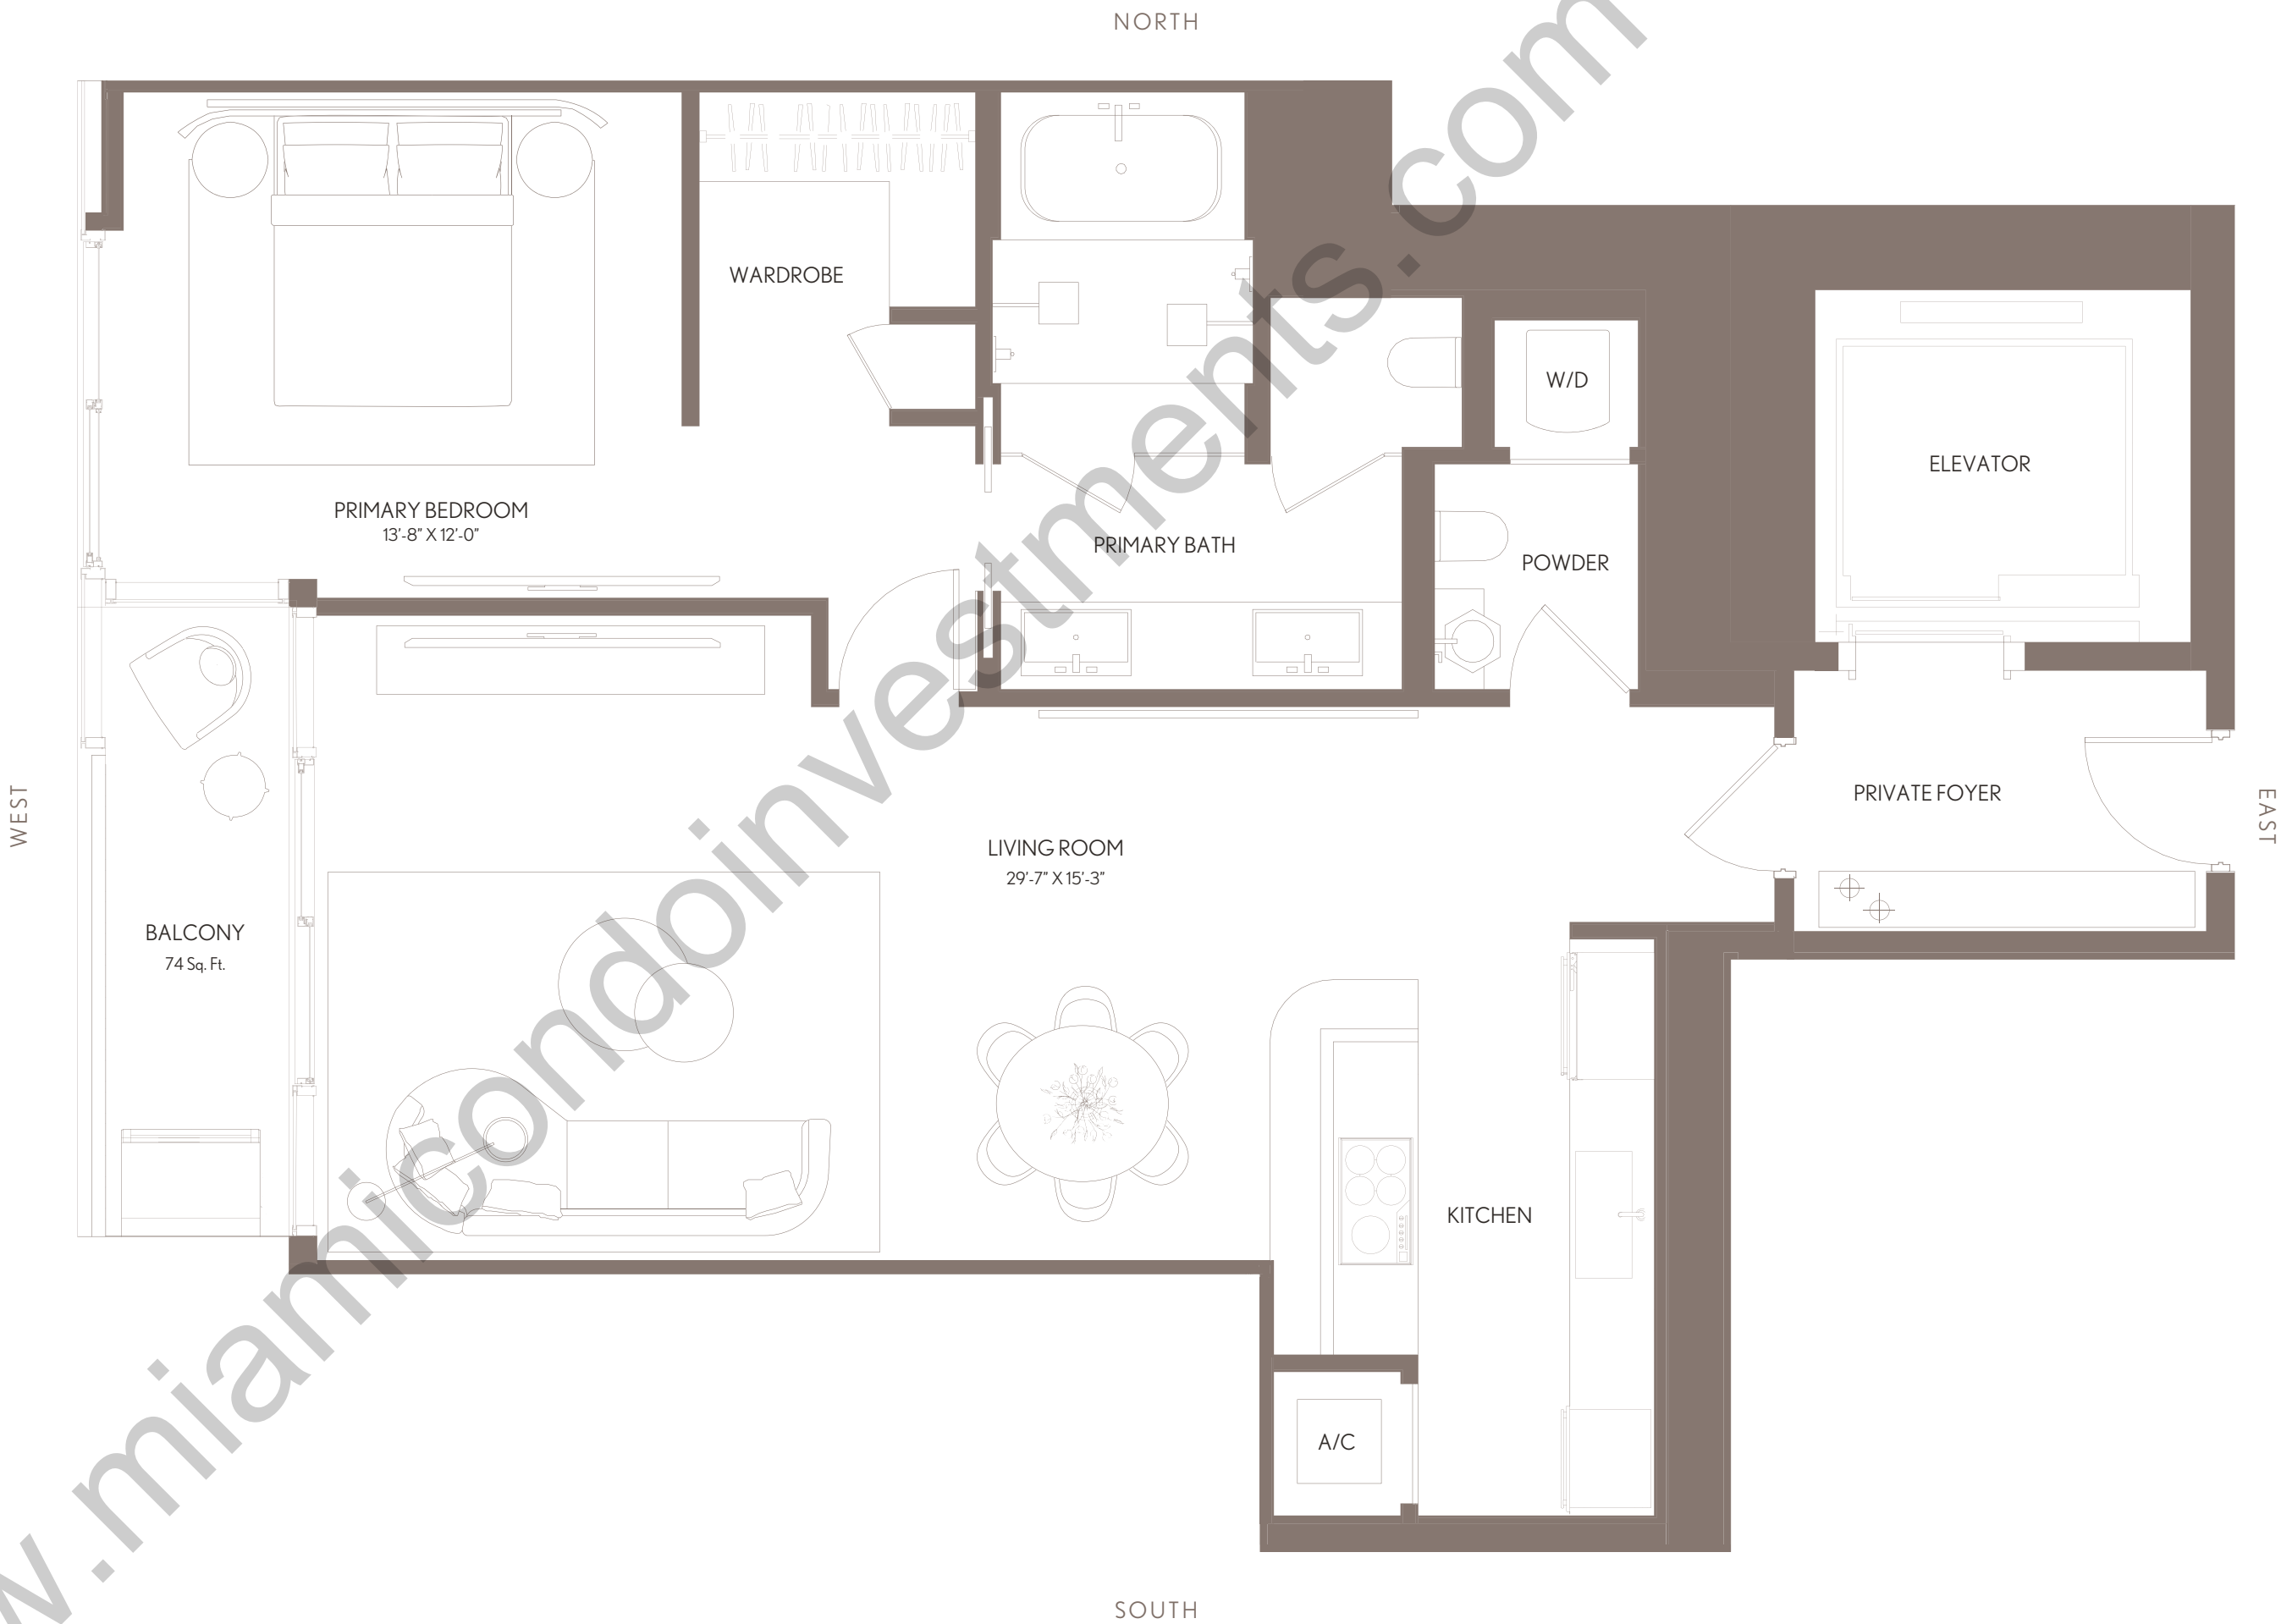 NORTH
WARDROBE
W/D
ELEVATOR
PRIMARY BEDROOM
13'-8" X 12'-0"
PRIMARY BATH
POWDER
WEST
PRIVATE FOYER
EAST
LIVING ROOM
29'-7" X 15'-3"
BALCONY
74 Sq. Ft.
KITCHEN
A/C
SOUTH
w.miamicondoinvestments.com